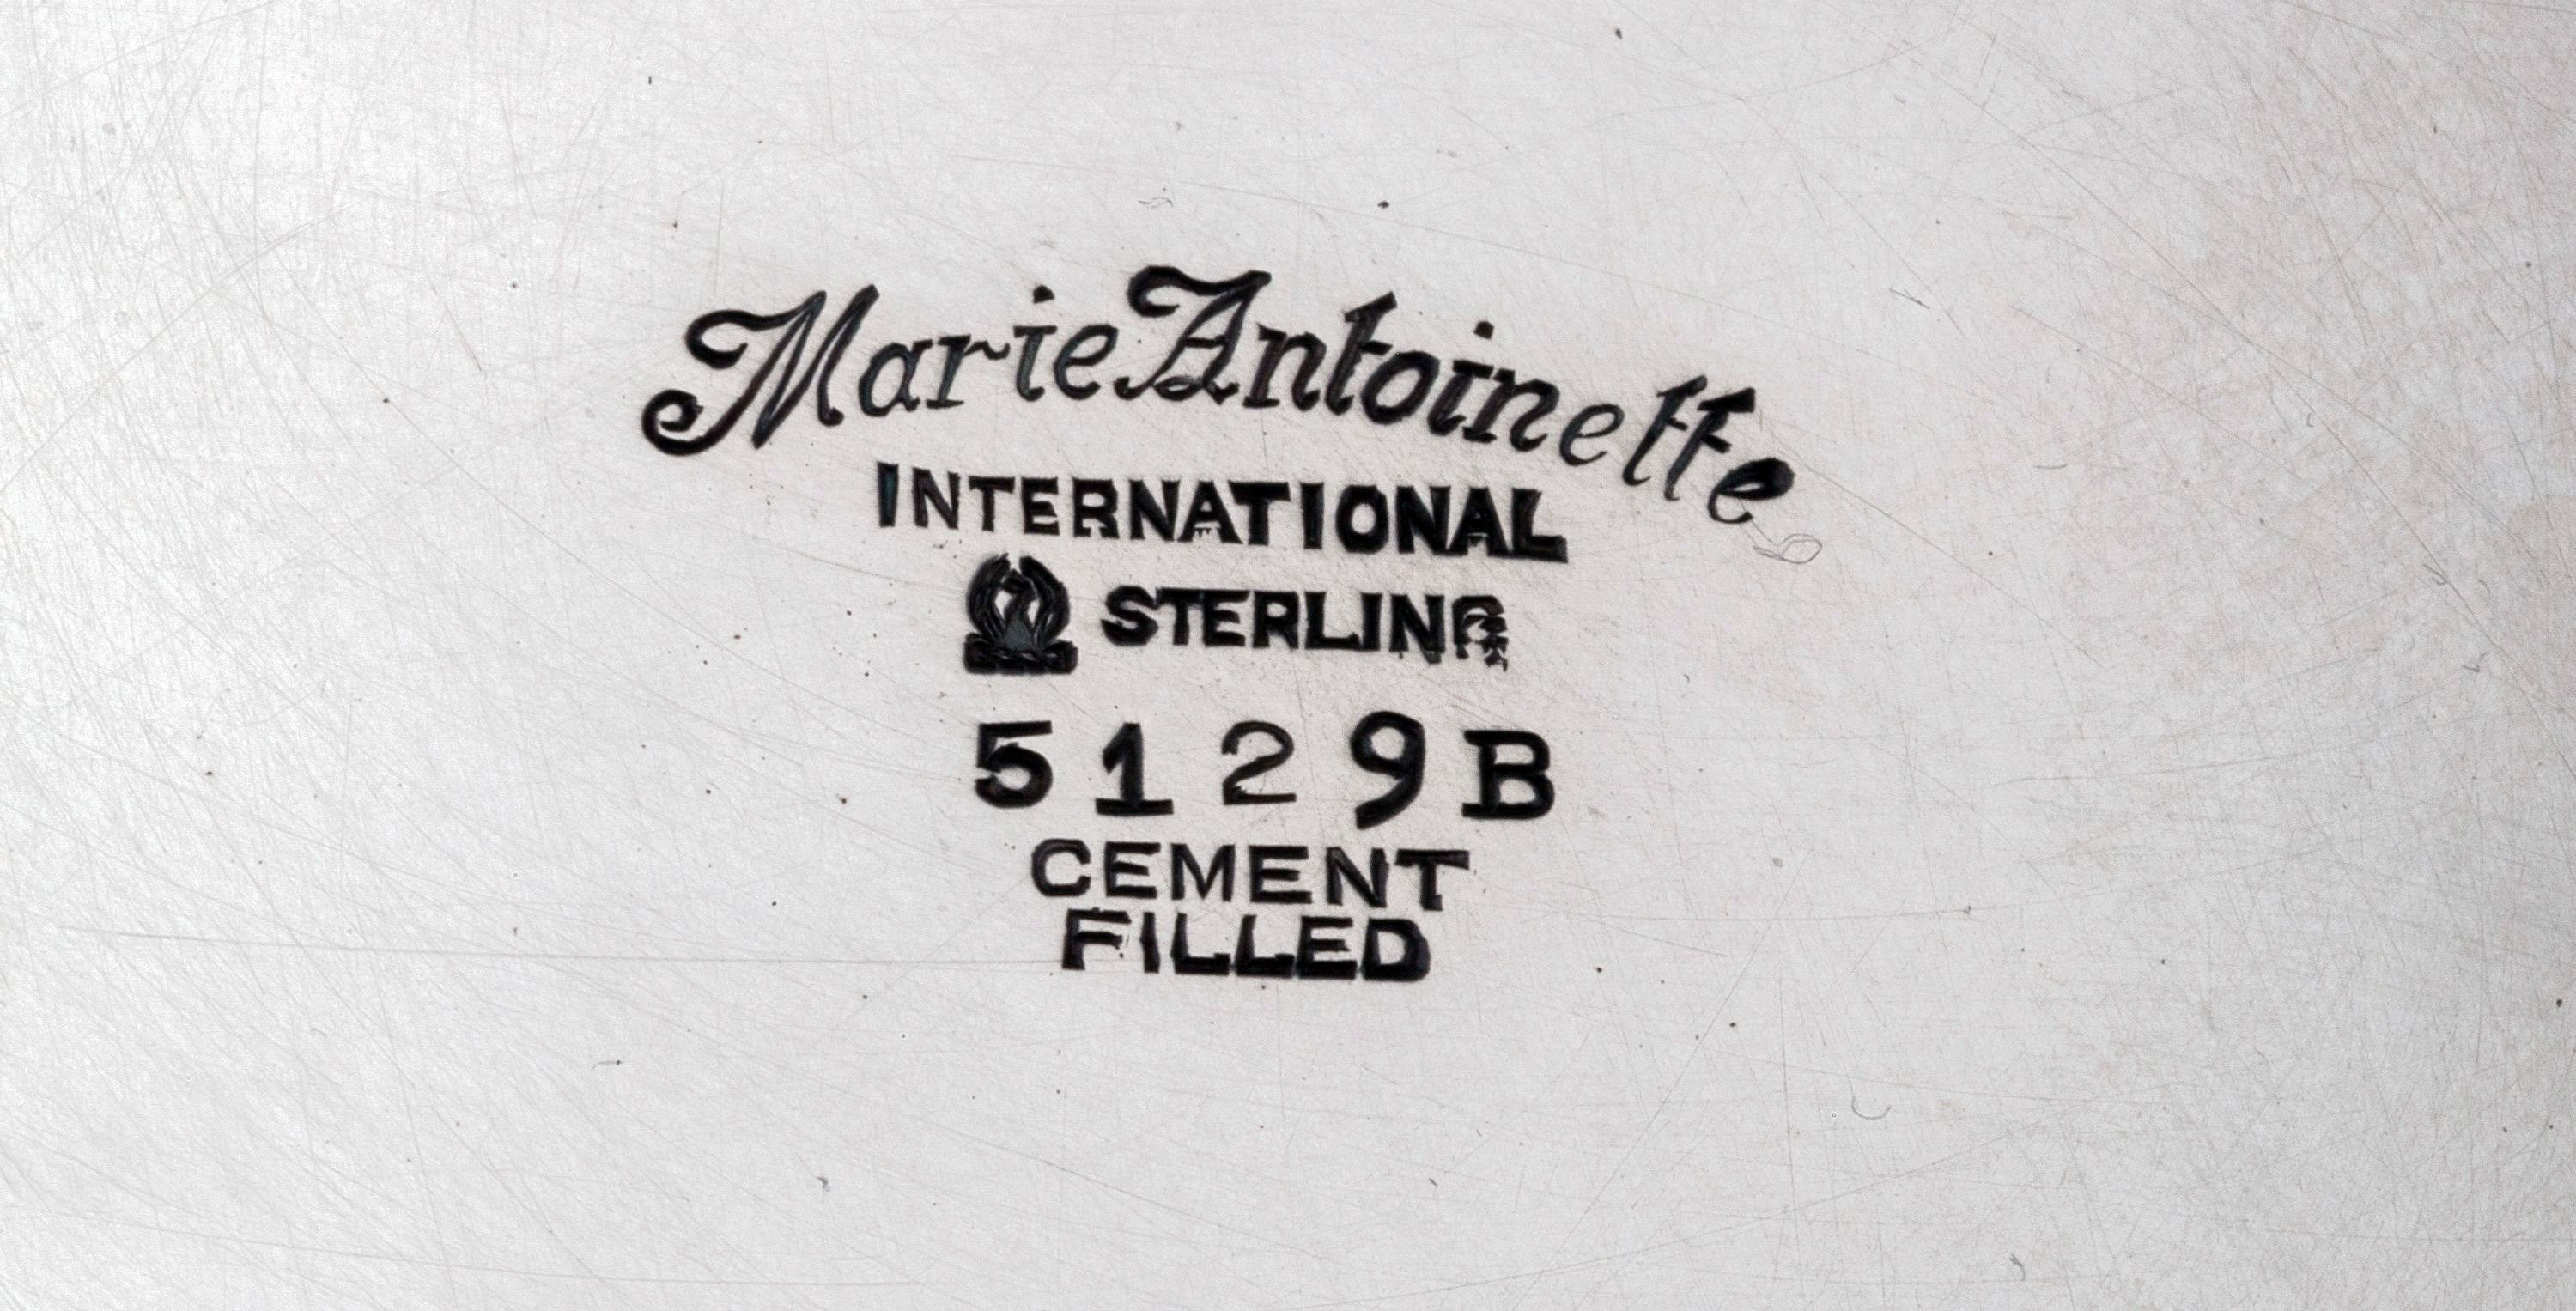 Marie Antoinette
INTERNATIONAL
STERLING
5129B
CEMENT
FILLED